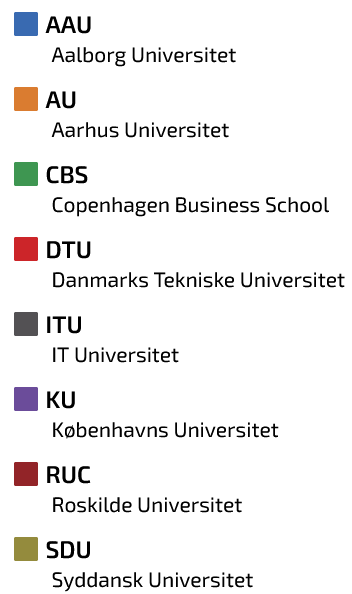 AAU
Aalborg Universitet
AU
Aarhus Universitet
CBS
Copenhagen Business School
DTU
Danmarks Tekniske Universitet
ITU
IT Universitet
KU
Københavns Universitet
RUC
Roskilde Universitet
SDU
Syddansk Universitet